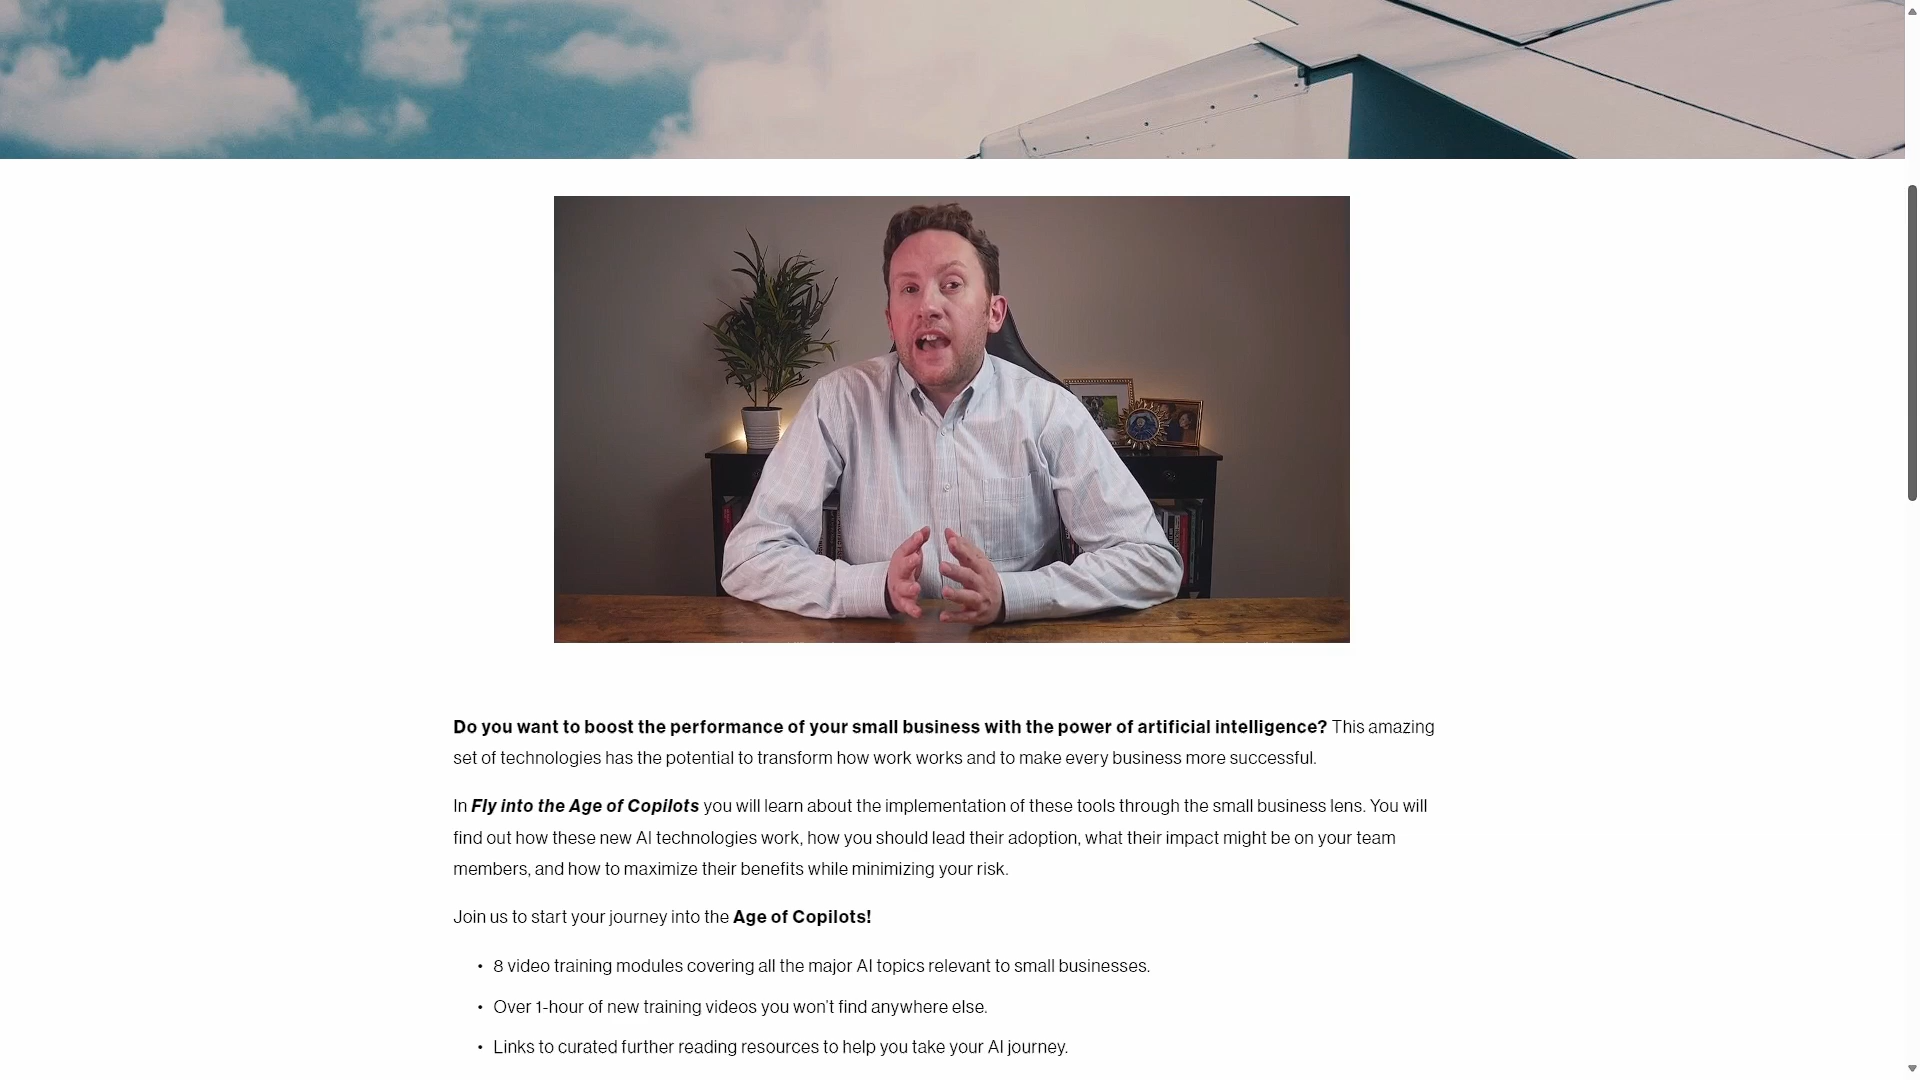 Do you want to boost the performance of your small business with the power of artificial intelligence? This amazing
set of technologies has the potential to transform how work works and to make every business more successful.
In Fly into the Age of Copilots you will learn about the implementation of these tools through the small business lens. You will
find out how these new AI technologies work, how you should lead their adoption, what their impact might be on your team
members, and how to maximize their benefits while minimizing your risk.
Join us to start your journey into the Age of Copilots!
• 8 video training modules covering all the major AI topics relevant to small businesses.
• Over 1-hour of new training videos you won't find anywhere else.
• Links to curated further reading resources to help you take your AI journey.